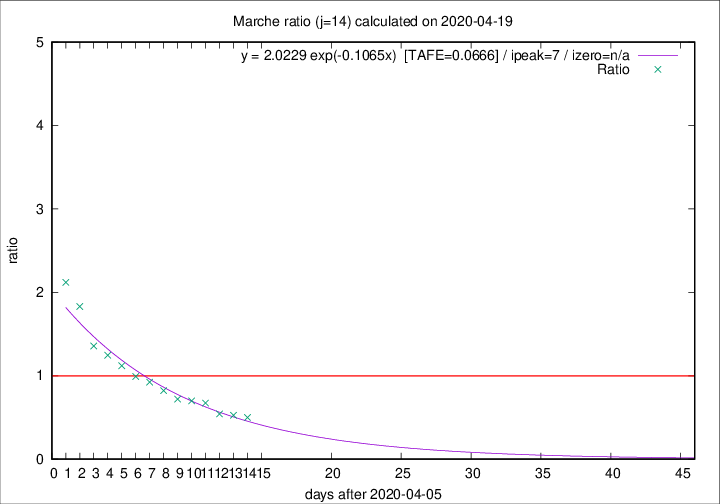 Marche ratio (j=14) calculated on 2020-04-19
y = 2.0229 exp(-0.1065x)  [TAFE=0.0666] / ipeak=7 / izero=n/a
Ratio
5
4
3
2
1
0
ratio
0 1 2 3 4 5 6 7 8 9 10 11 12 13 14 15 20 25 30 35 40 45
days after 2020-04-05